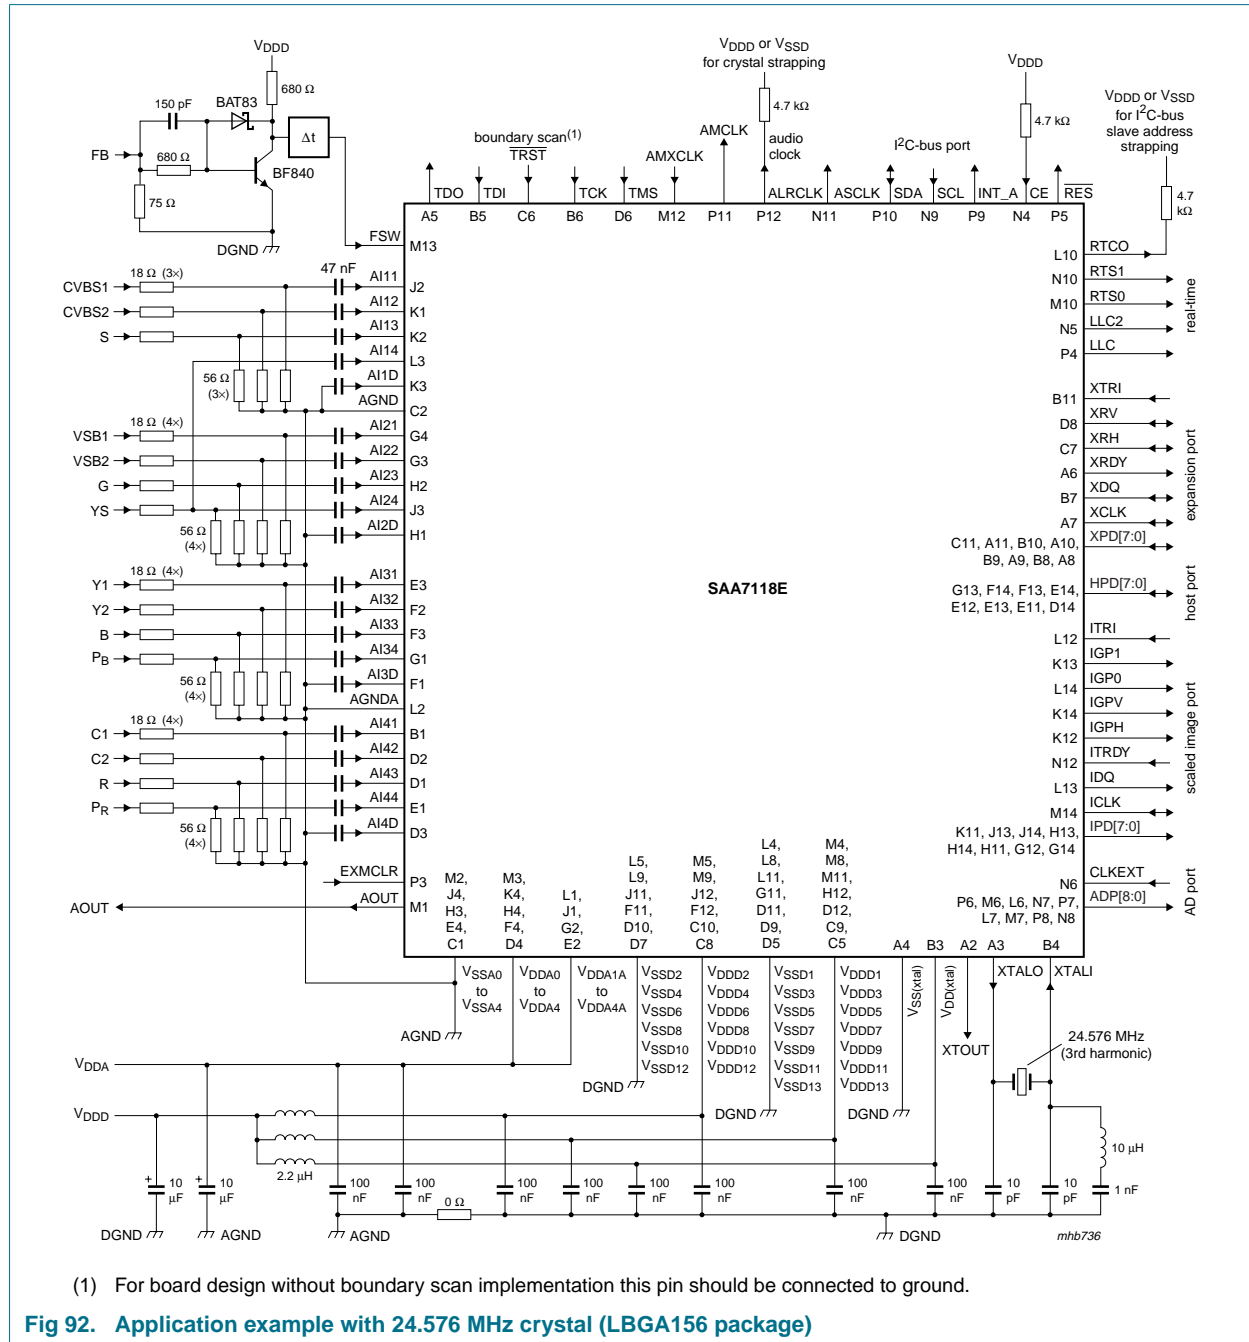 VDDD
680 Ω
150 pF
BAT83
FB
680 Ω
BF840
Δt
75 Ω
DGND
boundary scan(1)
TRST
AMXCLK
AMCLK
VDDD or VSSD
for crystal strapping
4.7 kΩ
audio
clock
I2C-bus port
VDDD
4.7 kΩ
VDDD or VSSD
for I2C-bus
slave address
strapping
4.7
kΩ
TDO
TDI
TCK
TMS
ALRCLK
ASCLK
SDA
SCL
INT_A
CE
RES
A5
B5
C6
B6
D6
M12
P11
P12
N11
P10
N9
P9
N4
P5
FSW
M13
18 Ω (3×)
47 nF
CVBS1
AI11
J2
CVBS2
AI12
K1
S
AI13
K2
AI14
L3
56 Ω
(3×)
AI1D
K3
AGND
C2
18 Ω (4×)
VSB1
AI21
G4
VSB2
AI22
G3
G
AI23
H2
YS
AI24
J3
56 Ω
(4×)
AI2D
H1
18 Ω (4×)
Y1
AI31
E3
Y2
AI32
F2
B
AI33
F3
PB
AI34
G1
56 Ω
(4×)
AI3D
F1
AGNDA
L2
18 Ω (4×)
C1
AI41
B1
C2
AI42
D2
R
AI43
D1
PR
AI44
E1
56 Ω
(4×)
AI4D
D3
EXMCLR
P3
AOUT
AOUT
M1
SAA7118E
L10
RTCO
N10
RTS1
M10
RTS0
N5
LLC2
P4
LLC
real-time
B11
XTRI
D8
XRV
C7
XRH
A6
XRDY
B7
XDQ
A7
XCLK
C11, A11, B10, A10,
B9, A9, B8, A8
XPD[7:0]
expansion port
G13, F14, F13, E14,
E12, E13, E11, D14
HPD[7:0]
host port
L12
ITRI
K13
IGP1
L14
IGP0
K14
IGPV
K12
IGPH
N12
ITRDY
L13
IDQ
M14
ICLK
K11, J13, J14, H13,
H14, H11, G12, G14
IPD[7:0]
scaled image port
N6
CLKEXT
P6, M6, L6, N7, P7,
L7, M7, P8, N8
ADP[8:0]
AD port
M2,
J4,
H3,
E4,
C1
M3,
K4,
H4,
F4,
D4
L1,
J1,
G2,
E2
L5,
L9,
J11,
F11,
D10,
D7
M5,
M9,
J12,
F12,
C10,
C8
L4,
L8,
L11,
G11,
D11,
D9,
D5
M4,
M8,
M11,
H12,
D12,
C9,
C5
A4
B3
A2
A3
B4
VSSA0
to
VSSA4
VDDA0
to
VDDA4
VDDA1A
to
VDDA4A
VSSD2
VSSD4
VSSD6
VSSD8
VSSD10
VSSD12
VDDD2
VDDD4
VDDD6
VDDD8
VDDD10
VDDD12
VSSD1
VSSD3
VSSD5
VSSD7
VSSD9
VSSD11
VSSD13
VDDD1
VDDD3
VDDD5
VDDD7
VDDD9
VDDD11
VDDD13
VSS(xtal)
VDD(xtal)
XTOUT
XTALO
XTALI
24.576 MHz
(3rd harmonic)
AGND
DGND
DGND
DGND
VDDA
VDDD
2.2 μH
10 μH
+
10
μF
+
10
μF
100
nF
100
nF
0 Ω
100
nF
100
nF
100
nF
100
nF
100
nF
100
nF
10
pF
10
pF
1 nF
DGND
AGND
AGND
DGND
mhb736
(1) For board design without boundary scan implementation this pin should be connected to ground.
Fig 92. Application example with 24.576 MHz crystal (LBGA156 package)